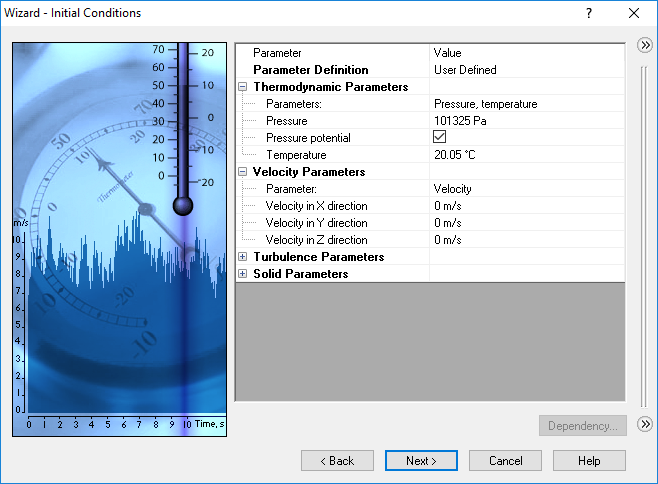 Wizard - Initial Conditions
Parameter Value
Parameter Definition User Defined
Thermodynamic Parameters
Parameters: Pressure, temperature
Pressure 101325 Pa
Pressure potential
Temperature 20.05 °C
Velocity Parameters
Parameter: Velocity
Velocity in X direction 0 m/s
Velocity in Y direction 0 m/s
Velocity in Z direction 0 m/s
Turbulence Parameters
Solid Parameters
70
60
50
40
30
20
10
0
20
10
0
-10
-20
50
70
10
20
0
Thermometer
-20
-10
m/s
10
9
8
7
6
5
4
3
2
1
0
0 1 2 3 4 5 6 7 8 9 10 Time, s
Dependency...
< Back Next > Cancel Help